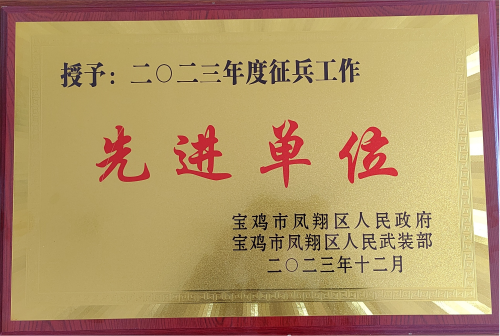 授予：二〇二三年度征兵工作
先进单位
宝鸡市凤翔区人民政府
宝鸡市凤翔区人民武装部
二〇二三年十二月